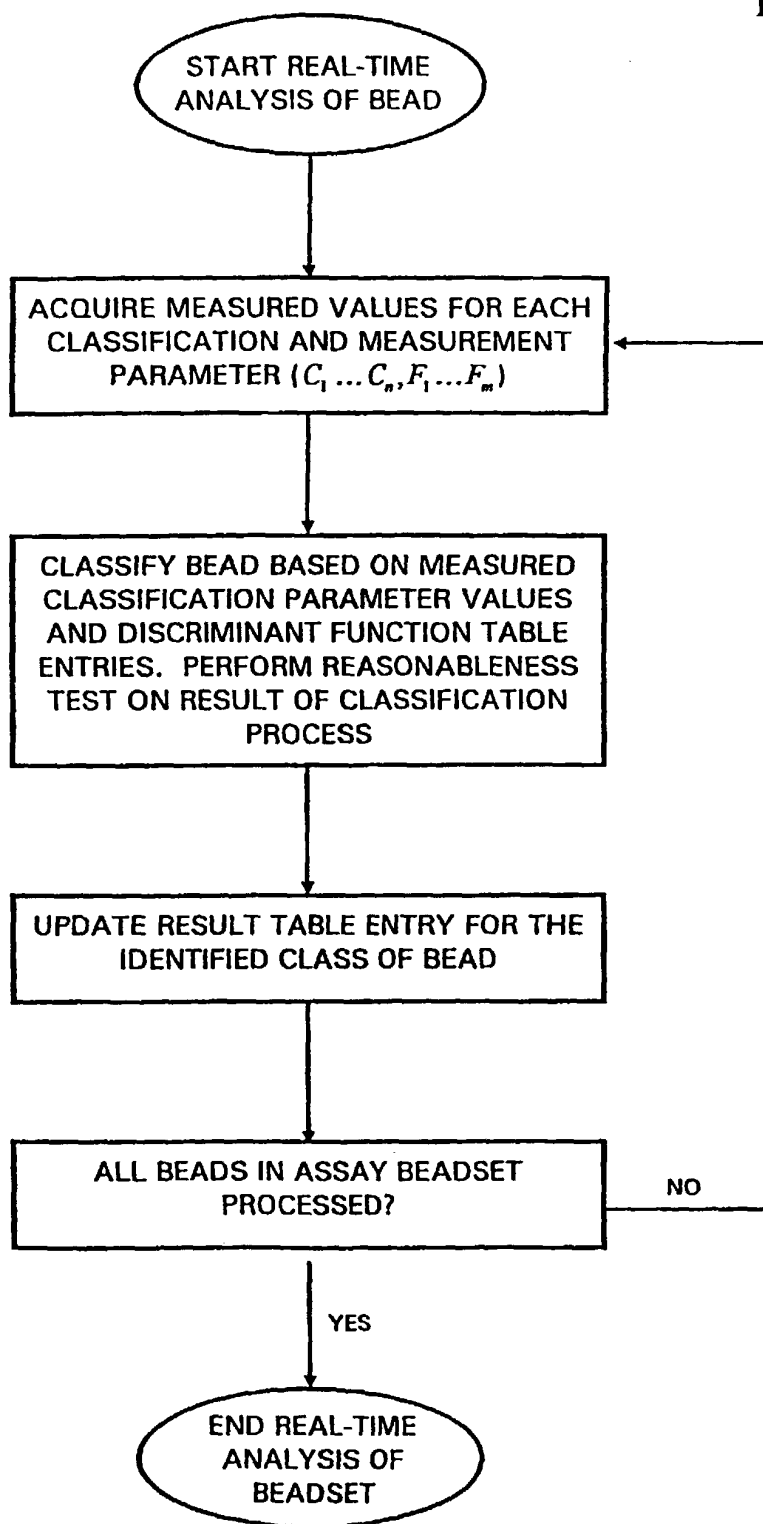 START REAL-TIME
ANALYSIS OF BEAD
ACQUIRE MEASURED VALUES FOR EACH
CLASSIFICATION AND MEASUREMENT
PARAMETER (C₁ ... Cₙ, F₁ ... Fₘ)
CLASSIFY BEAD BASED ON MEASURED
CLASSIFICATION PARAMETER VALUES
AND DISCRIMINANT FUNCTION TABLE
ENTRIES. PERFORM REASONABLENESS
TEST ON RESULT OF CLASSIFICATION
PROCESS
UPDATE RESULT TABLE ENTRY FOR THE
IDENTIFIED CLASS OF BEAD
ALL BEADS IN ASSAY BEADSET
PROCESSED?
NO
YES
END REAL-TIME
ANALYSIS OF
BEADSET